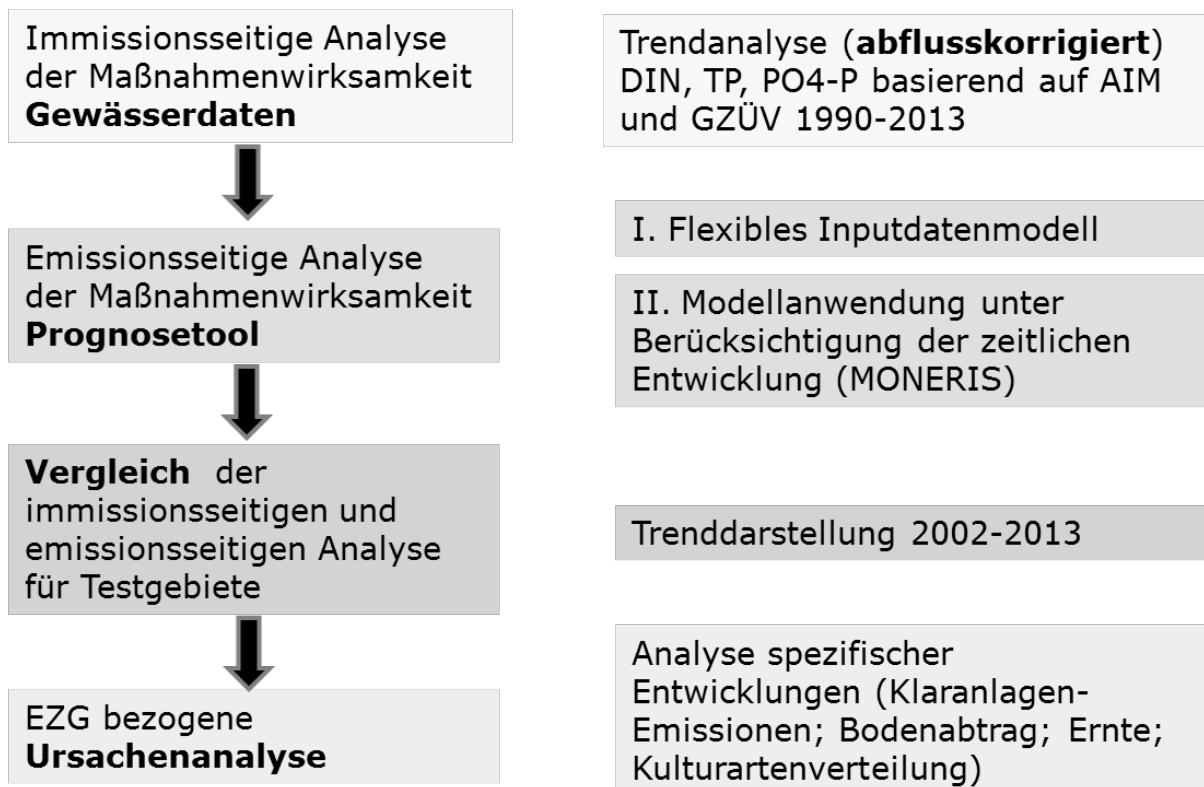 Immissionsseitige Analyse
der Maßnahmenwirksamkeit
Gewässerdaten
Trendanalyse (abflusskorrigiert)
DIN, TP, PO4-P basierend auf AIM
und GZÜV 1990-2013
Emissionsseitige Analyse
der Maßnahmenwirksamkeit
Prognosetool
I. Flexibles Inputdatenmodell
II. Modellanwendung unter
Berücksichtigung der zeitlichen
Entwicklung (MONERIS)
Vergleich der
immissionsseitigen und
emissionsseitigen Analyse
für Testgebiete
Trenddarstellung 2002-2013
EZG bezogene
Ursachenanalyse
Analyse spezifischer
Entwicklungen (Klaranlagen-
Emissionen; Bodenabtrag; Ernte;
Kulturartenverteilung)